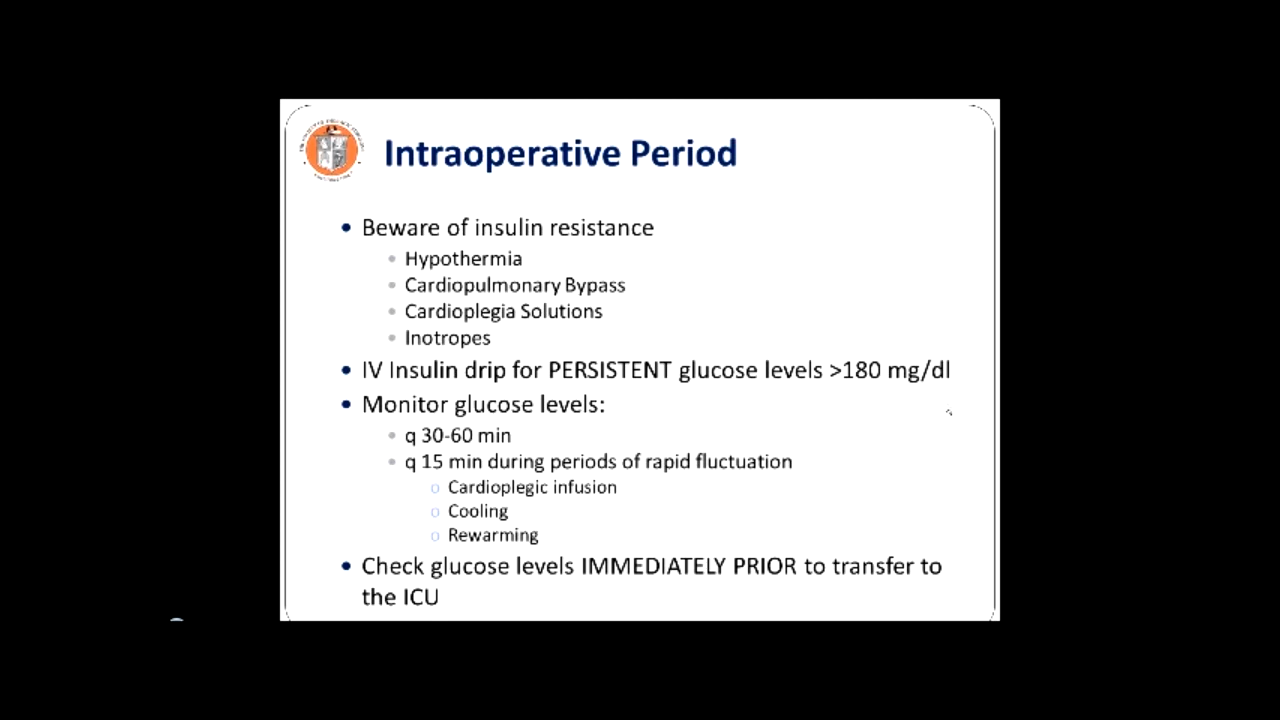 Intraoperative Period
• Beware of insulin resistance
• Hypothermia
• Cardiopulmonary Bypass
• Cardioplegia Solutions
• Inotropes
• IV Insulin drip for PERSISTENT glucose levels >180 mg/dl
• Monitor glucose levels:
• q 30-60 min
• q 15 min during periods of rapid fluctuation
o Cardioplegic infusion
o Cooling
o Rewarming
• Check glucose levels IMMEDIATELY PRIOR to transfer to
the ICU